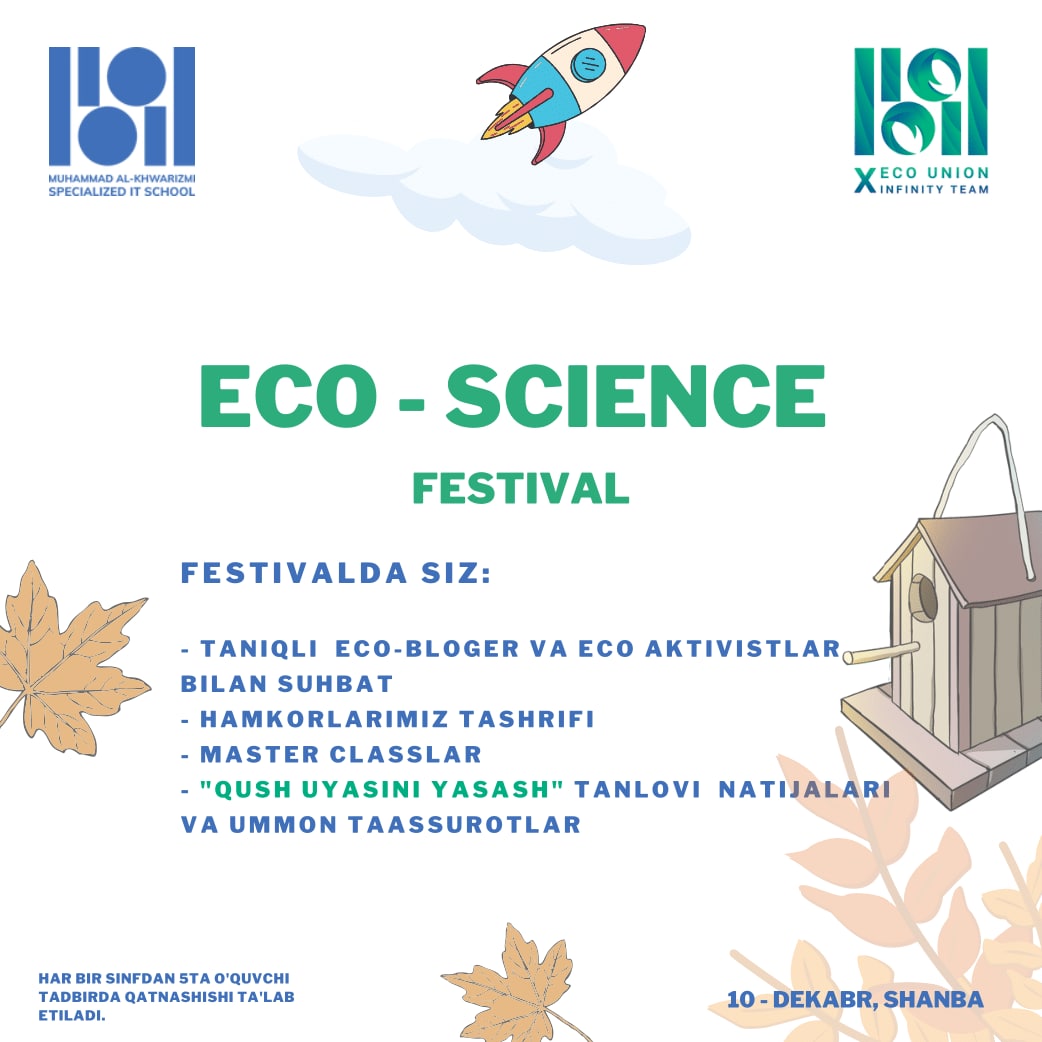 MUHAMMAD AL-KHWARIZMI
SPECIALIZED IT SCHOOL
X ECO UNION
INFINITY TEAM
ECO - SCIENCE
FESTIVAL
FESTIVALDA SIZ:
- TANIQLI ECO-BLOGER VA ECO AKTIVISTLAR
BILAN SUHBAT
- HAMKORLARIMIZ TASHRIFI
- MASTER CLASSLAR
- "QUSH UYASINI YASASH" TANLOVI NATIJALARI
VA UMMON TAASSUROTLAR
HAR BIR SINFDAN 5TA O'QUVCHI
TADBIRDA QATNASHISHI TA'LAB
ETILADI.
10 - DEKABR, SHANBA